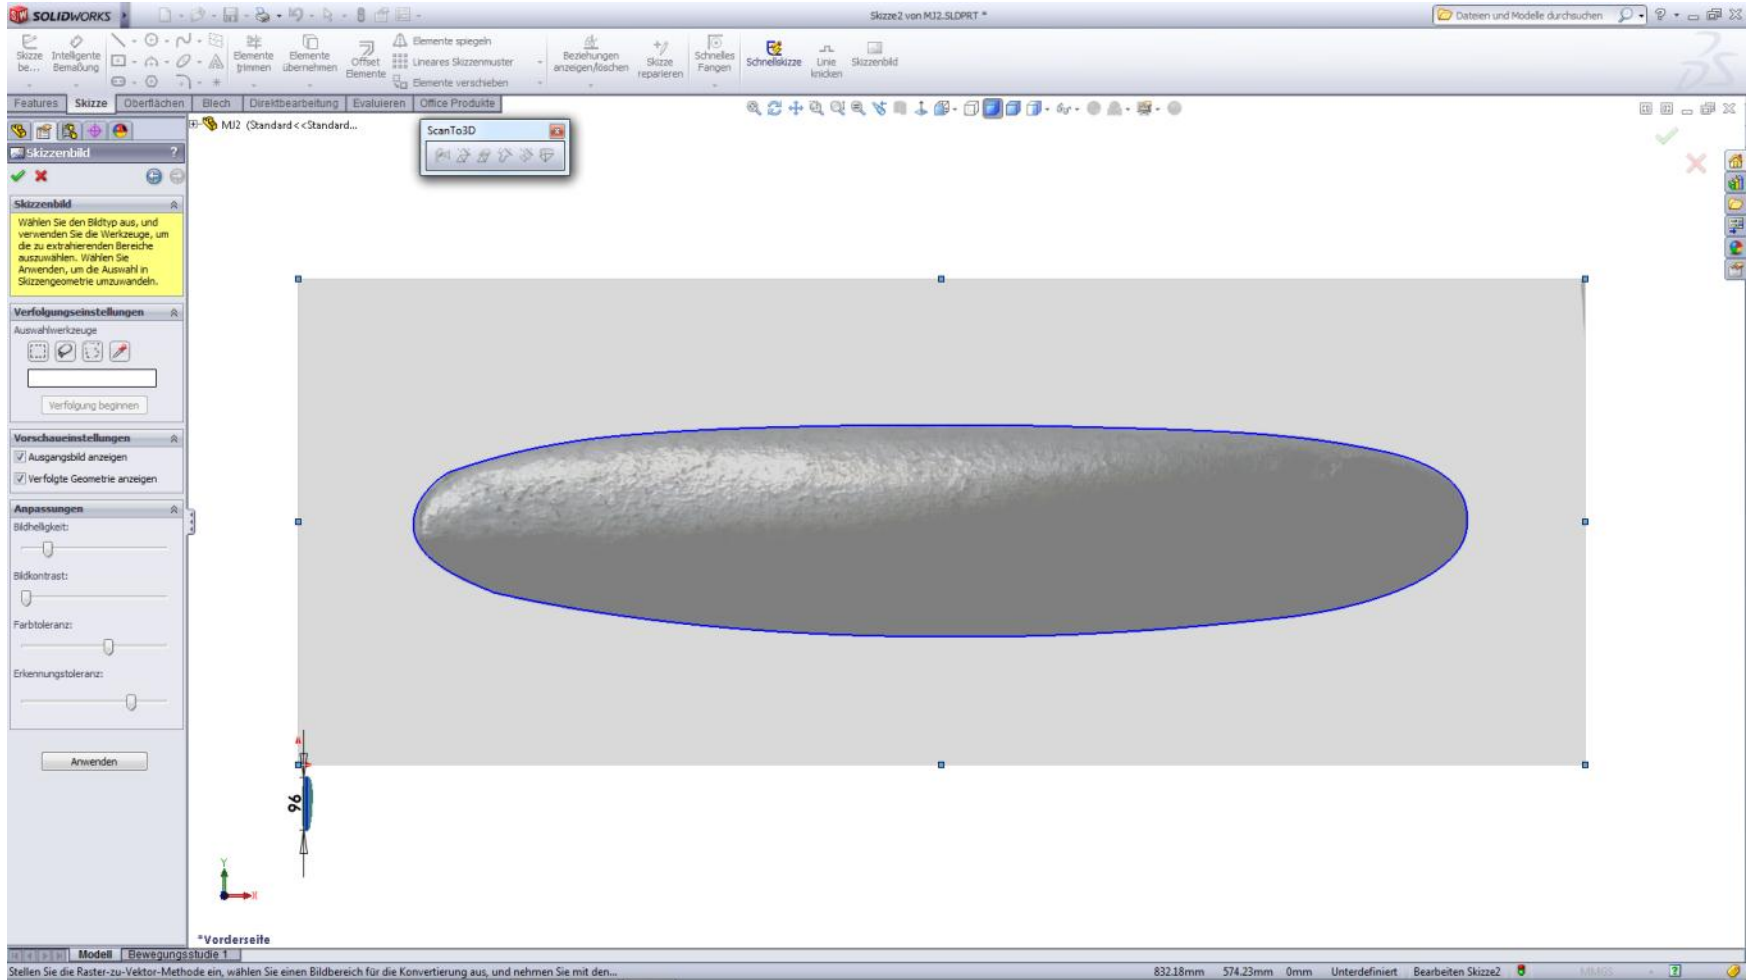 SOLIDWORKS
Skizze2 von MJ2.SLDPRT *
Dateien und Modelle durchsuchen
Skizze be...
Intelligente Bemaßung
Elemente trimmen
Elemente übernehmen
Offset Elemente
Elemente spiegeln
Lineares Skizzenmuster
Elemente verschieben
Beziehungen anzeigen/löschen
Skizze reparieren
Schnelles Fangen
Schnellskizze
Linie knicken
Skizzenbild
Features Skizze Oberflächen Blech Direktbearbeitung Evaluieren Office Produkte
MJ2 (Standard<<Standard...
ScanTo3D
Skizzenbild ?
Skizzenbild
Wählen Sie den Bildtyp aus, und
verwenden Sie die Werkzeuge, um
die zu extrahierenden Bereiche
auszuwählen. Wählen Sie
Anwenden, um die Auswahl in
Skizzengeometrie umzuwandeln.
Verfolgungseinstellungen
Auswahlwerkzeuge
Verfolgung beginnen
Vorschaueinstellungen
Ausgangsbild anzeigen
Verfolgte Geometrie anzeigen
Anpassungen
Bildhelligkeit:
Bildkontrast:
Farbtoleranz:
Erkennungstoleranz:
Anwenden
96
Y
X
*Vorderseite
Modell Bewegungsstudie 1
Stellen Sie die Raster-zu-Vektor-Methode ein, wählen Sie einen Bildbereich für die Konvertierung aus, und nehmen Sie mit den...
832.18mm 574.23mm 0mm Unterdefiniert Bearbeiten Skizze2 MMGS